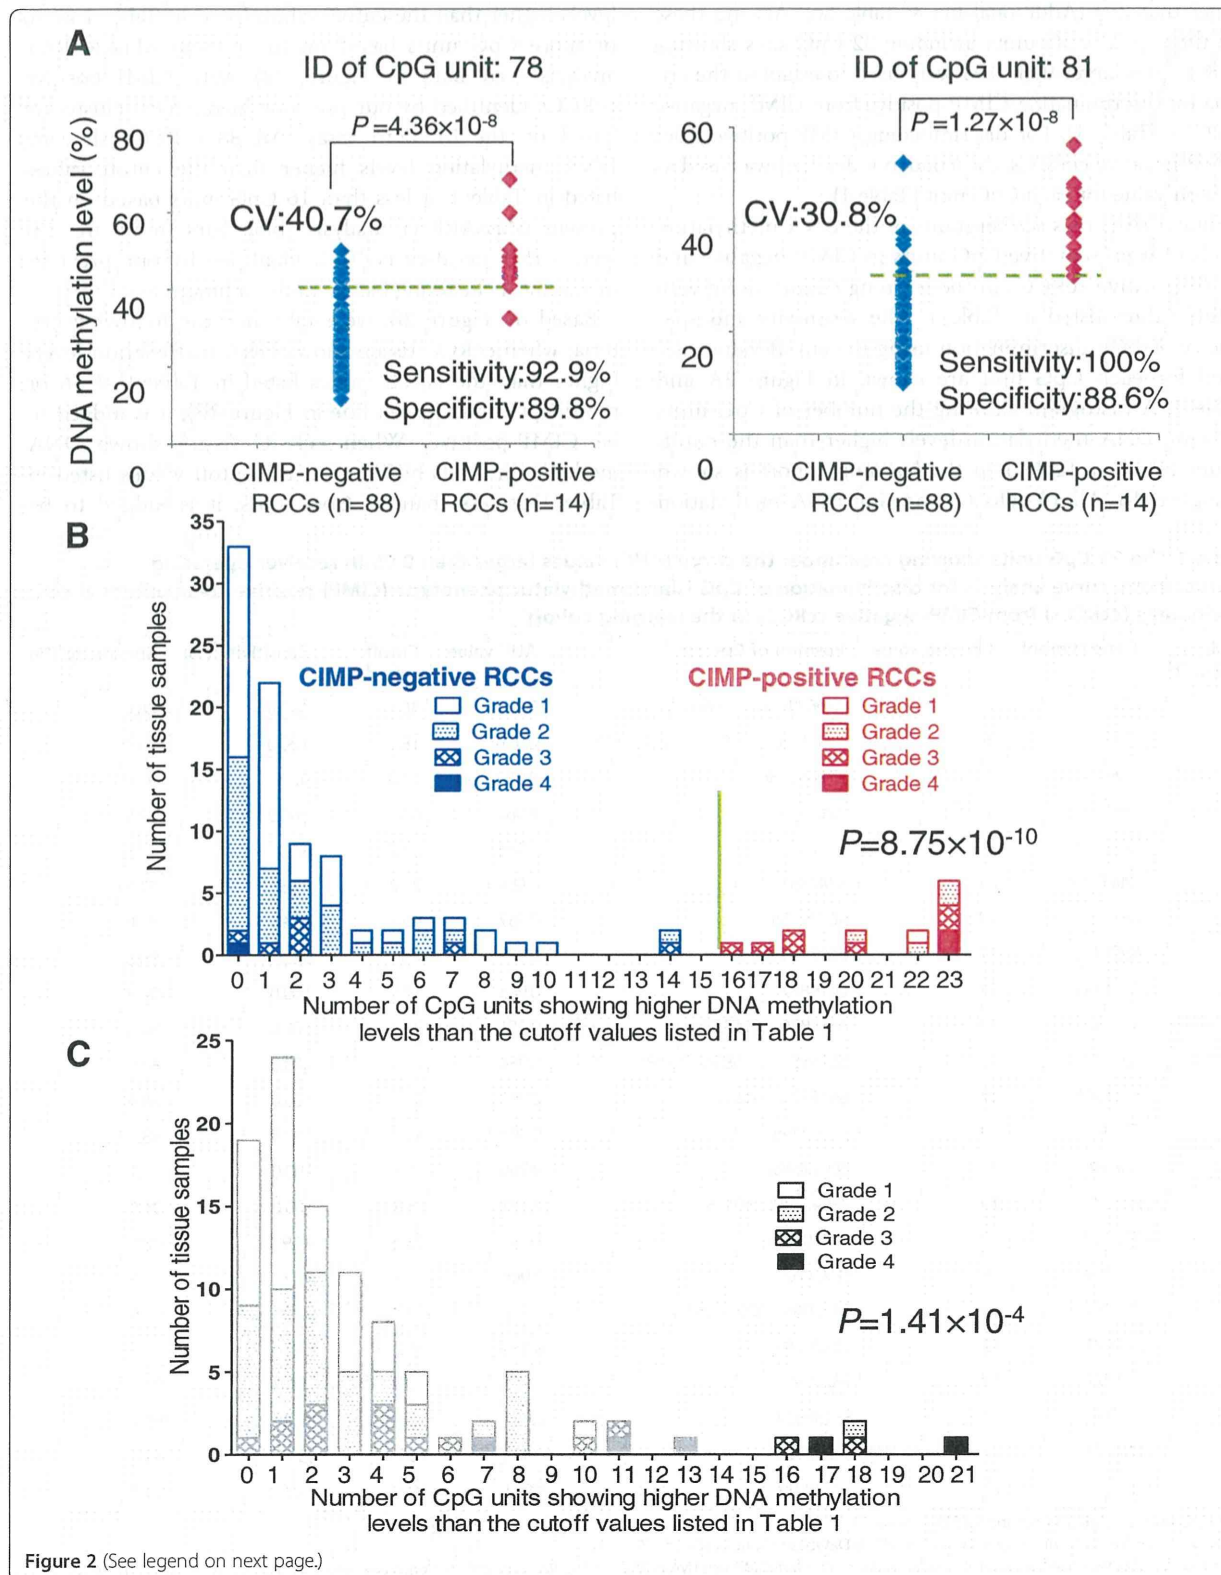 A
ID of CpG unit: 78
P=4.36×10-8
CV:40.7%
DNA methylation level (%)
80
60
40
20
0
Sensitivity:92.9%
Specificity:89.8%
CIMP-negative RCCs (n=88)
CIMP-positive RCCs (n=14)
ID of CpG unit: 81
P=1.27×10-8
CV:30.8%
60
40
20
0
Sensitivity:100%
Specificity:88.6%
CIMP-negative RCCs (n=88)
CIMP-positive RCCs (n=14)
B
Number of tissue samples
35
30
25
20
15
10
5
0
CIMP-negative RCCs
Grade 1
Grade 2
Grade 3
Grade 4
CIMP-positive RCCs
Grade 1
Grade 2
Grade 3
Grade 4
P=8.75×10-10
0 1 2 3 4 5 6 7 8 9 10 11 12 13 14 15 16 17 18 19 20 21 22 23
Number of CpG units showing higher DNA methylation
levels than the cutoff values listed in Table 1
C
Number of tissue samples
25
20
15
10
5
0
Grade 1
Grade 2
Grade 3
Grade 4
P=1.41×10-4
0 1 2 3 4 5 6 7 8 9 10 11 12 13 14 15 16 17 18 19 20 21
Number of CpG units showing higher DNA methylation
levels than the cutoff values listed in Table 1
Figure 2 (See legend on next page.)